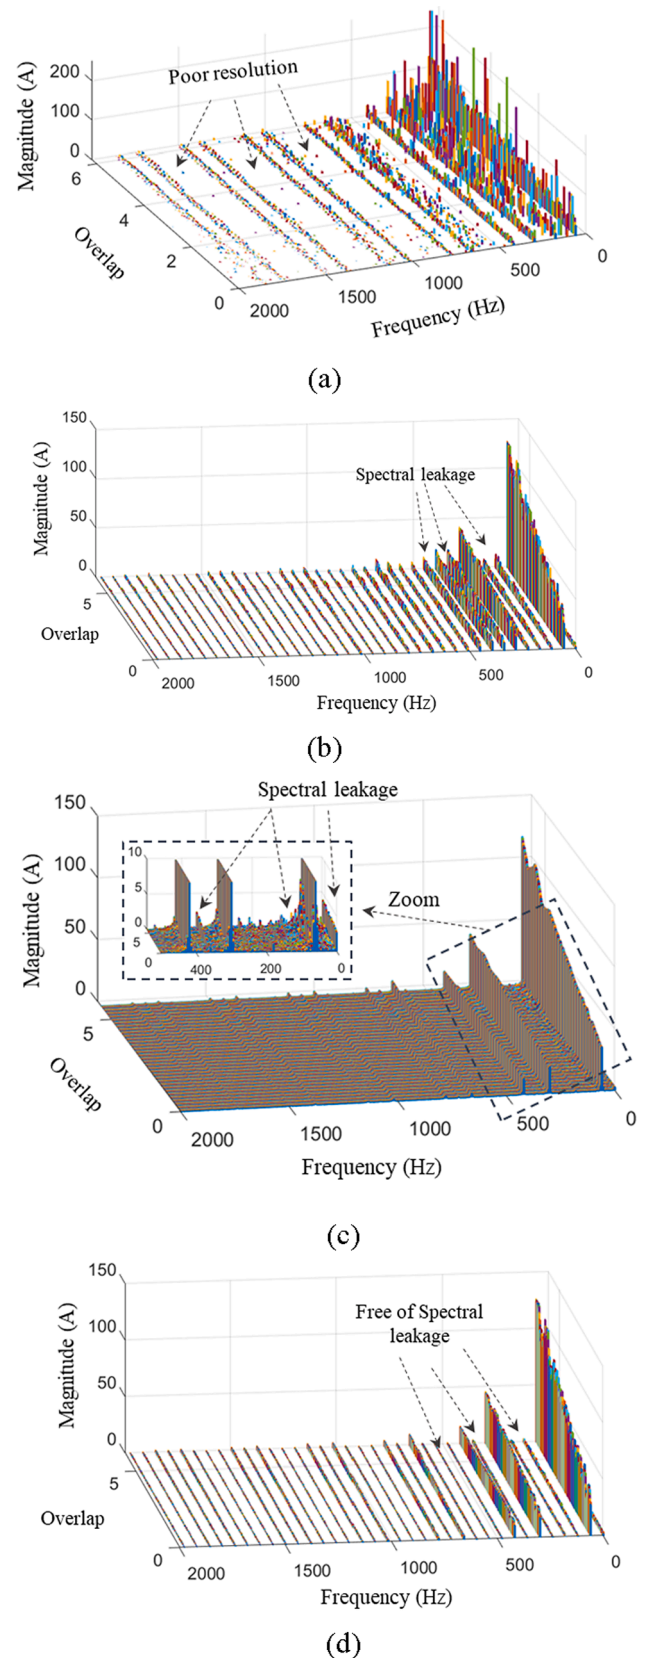 Poor resolution
Magnitude (A)
200
100
0
6
4
2
0
Overlap
2000
1500
1000
500
0
Frequency (Hz)
(a)
150
100
50
0
Magnitude (A)
Spectral leakage
5
0
Overlap
2000
1500
1000
500
0
Frequency (Hz)
(b)
Spectral leakage
150
100
50
0
Magnitude (A)
10
5
0
5
0
400
200
0
Zoom
5
0
Overlap
2000
1500
1000
500
0
Frequency (Hz)
(c)
150
100
50
0
Magnitude (A)
Free of Spectral
leakage
5
0
Overlap
2000
1500
1000
500
0
Frequency (Hz)
(d)